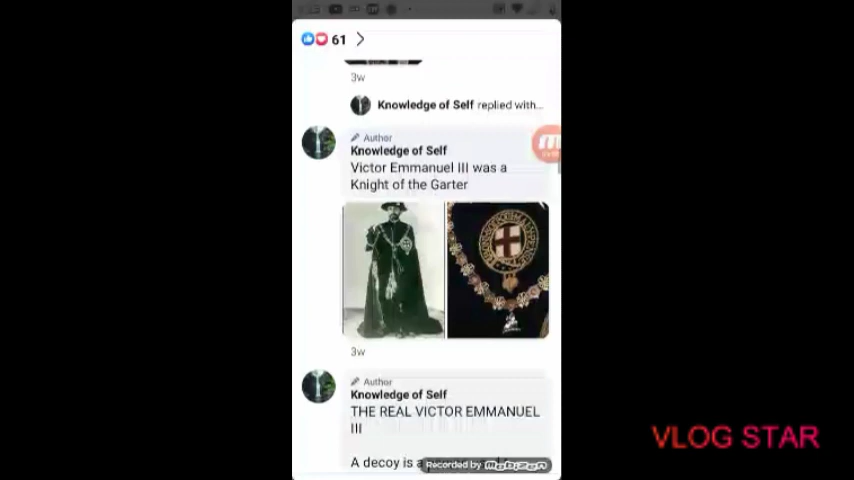 61
3w
Knowledge of Self replied with...
Author
Knowledge of Self
Victor Emmanuel III was a
Knight of the Garter
3w
Author
Knowledge of Self
THE REAL VICTOR EMMANUEL
III
A decoy is a
Recorded by mobizen
VLOG STAR